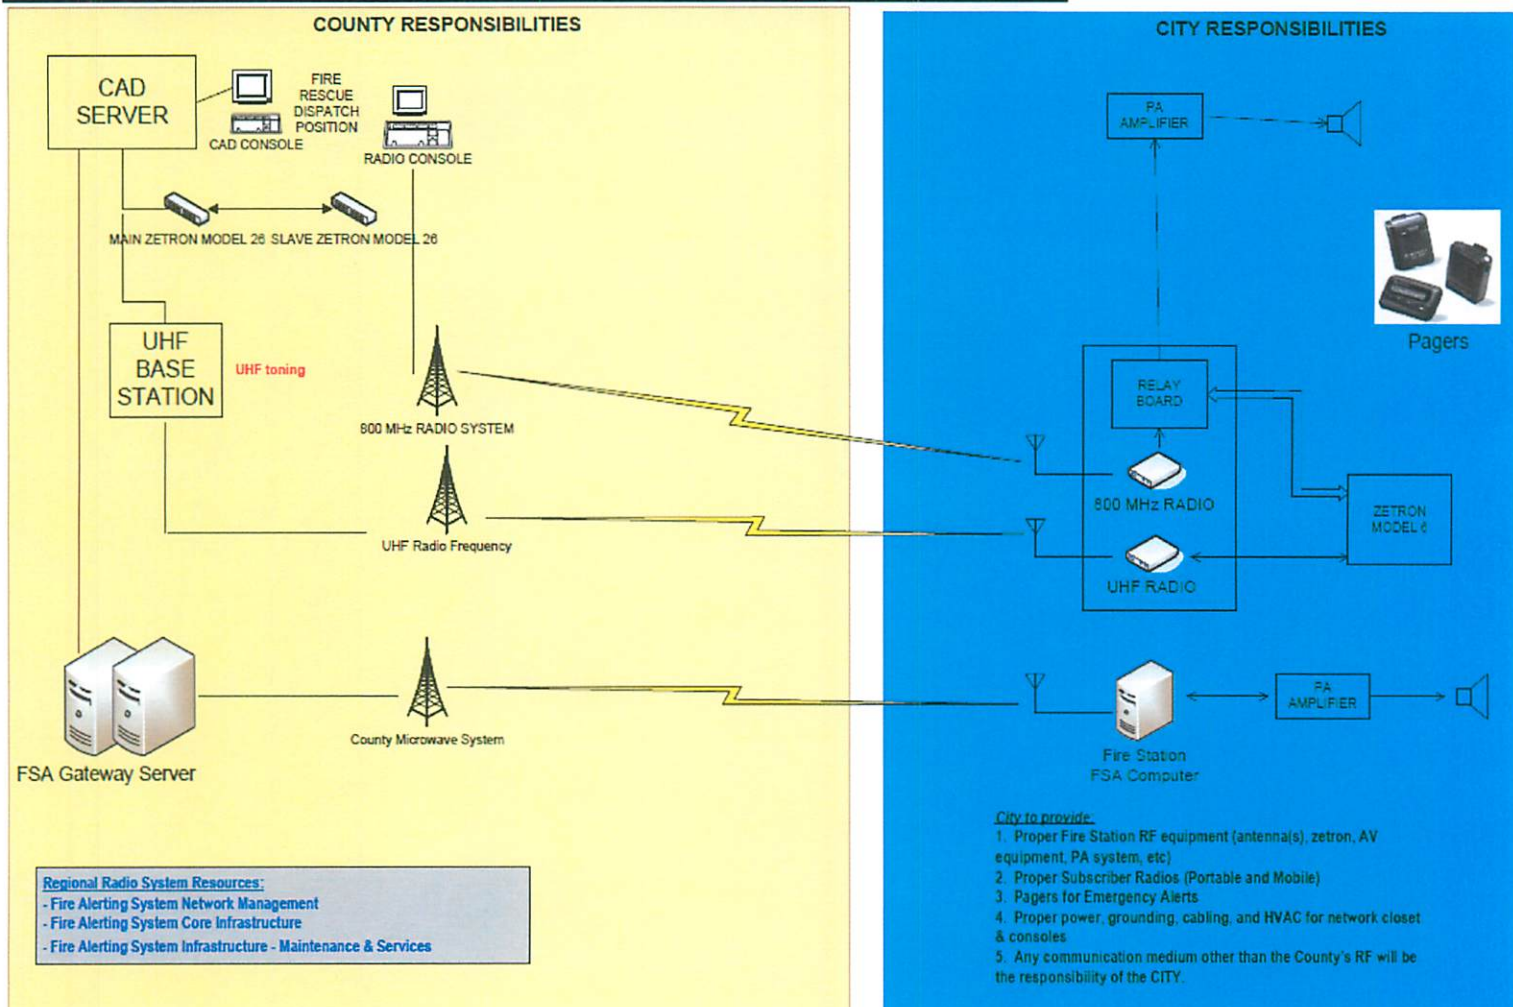 COUNTY RESPONSIBILITIES
CAD
SERVER
FIRE
RESCUE
DISPATCH
POSITION
CAD CONSOLE
RADIO CONSOLE
MAIN ZETRON MODEL 26
SLAVE ZETRON MODEL 26
UHF
BASE
STATION
UHF toning
800 MHz RADIO SYSTEM
UHF Radio Frequency
County Microwave System
FSA Gateway Server
Regional Radio System Resources:
- Fire Alerting System Network Management
- Fire Alerting System Core Infrastructure
- Fire Alerting System Infrastructure - Maintenance & Services
CITY RESPONSIBILITIES
PA
AMPLIFIER
Pagers
RELAY
BOARD
800 MHz RADIO
UHF RADIO
ZETRON
MODEL 6
Fire Station
FSA Computer
PA
AMPLIFIER
City to provide:
1. Proper Fire Station RF equipment (antenna(s), zetron, AV
equipment, PA system, etc)
2. Proper Subscriber Radios (Portable and Mobile)
3. Pagers for Emergency Alerts
4. Proper power, grounding, cabling, and HVAC for network closet
& consoles
5. Any communication medium other than the County's RF will be
the responsibility of the CITY.